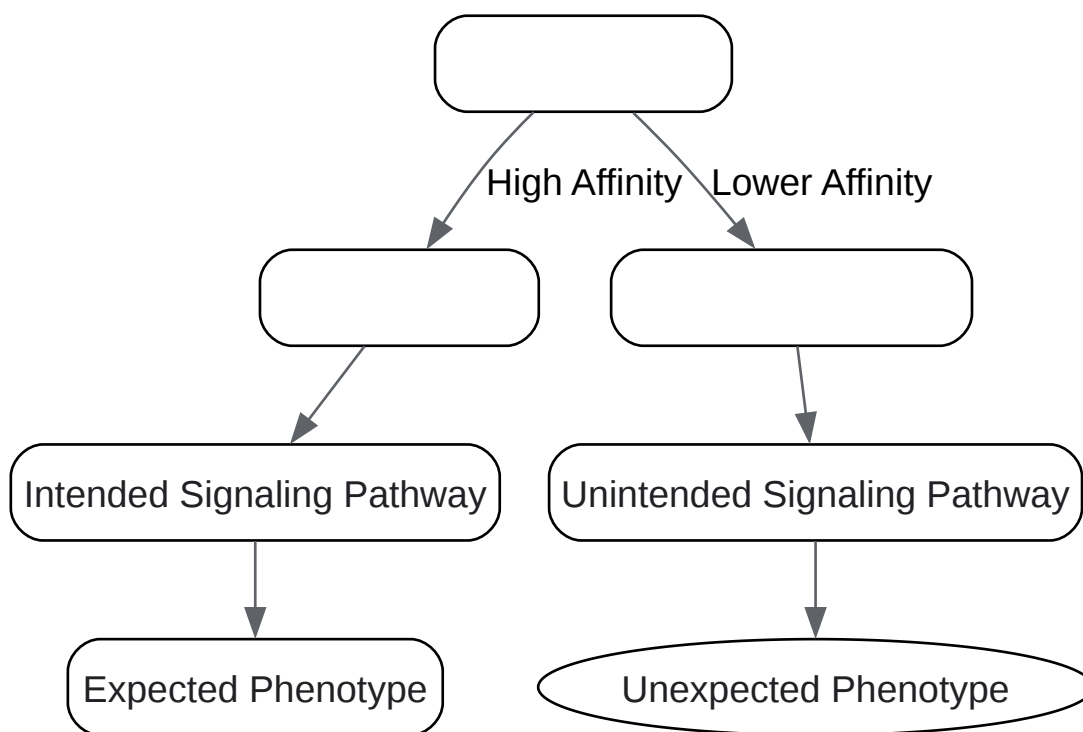 High Affinity
Lower Affinity
Intended Signaling Pathway
Unintended Signaling Pathway
Expected Phenotype
Unexpected Phenotype